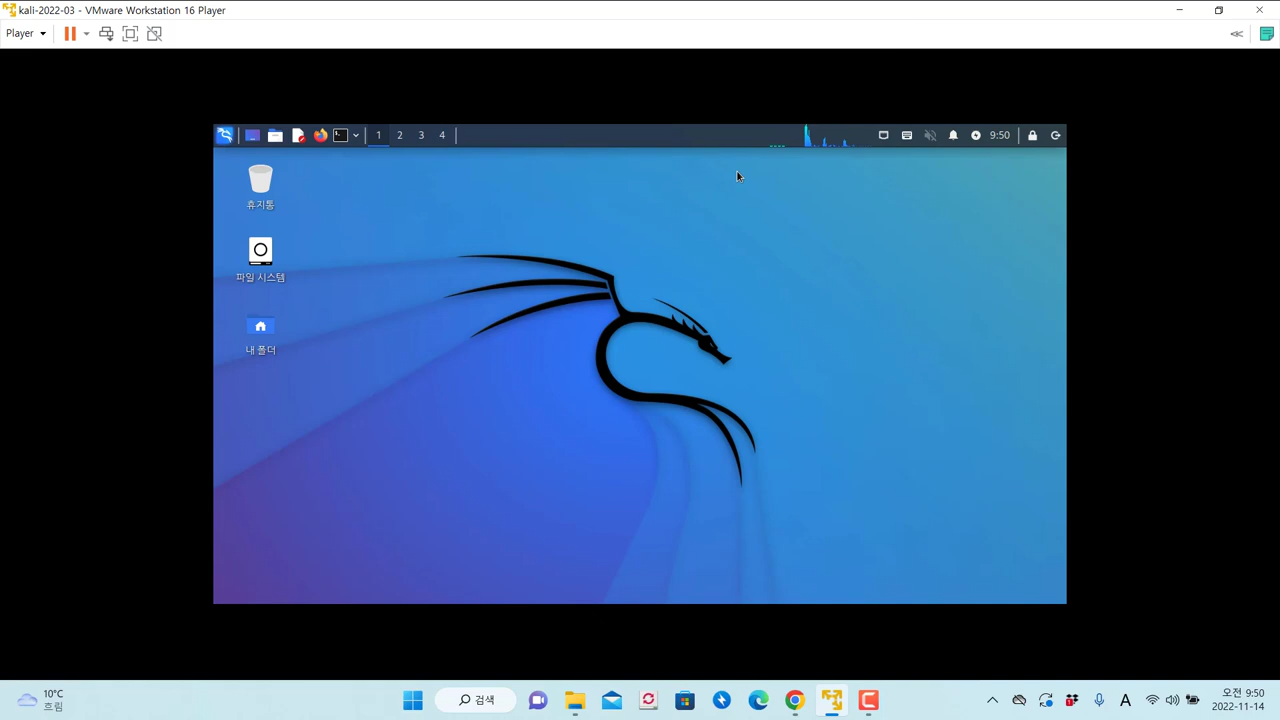 kali-2022-03 - VMware Workstation 16 Player
Player
1 2 3 4
9:50
휴지통
파일 시스템
내 폴더
10°C
흐림
검색
A
오전 9:50
2022-11-14